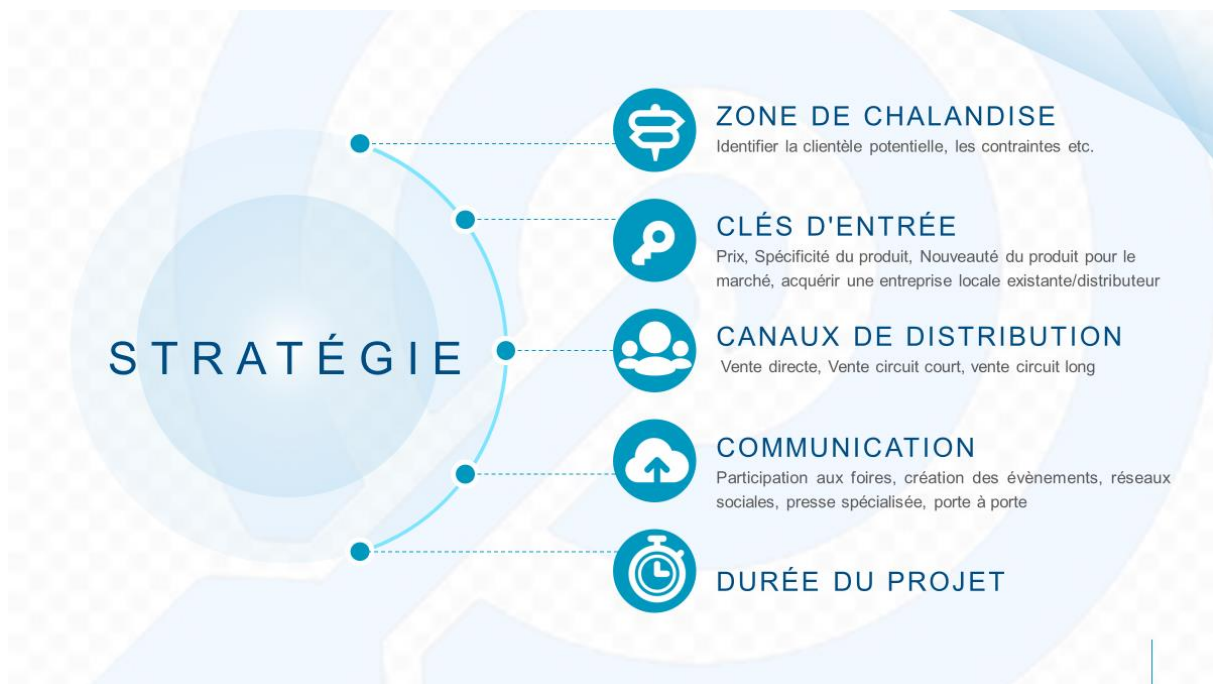 STRATÉGIE
ZONE DE CHALANDISE
Identifier la clientèle potentielle, les contraintes etc.
CLÉS D'ENTRÉE
Prix, Spécificité du produit, Nouveauté du produit pour le
marché, acquérir une entreprise locale existante/distributeur
CANAUX DE DISTRIBUTION
Vente directe, Vente circuit court, vente circuit long
COMMUNICATION
Participation aux foires, création des évènements, réseaux
sociales, presse spécialisée, porte à porte
DURÉE DU PROJET